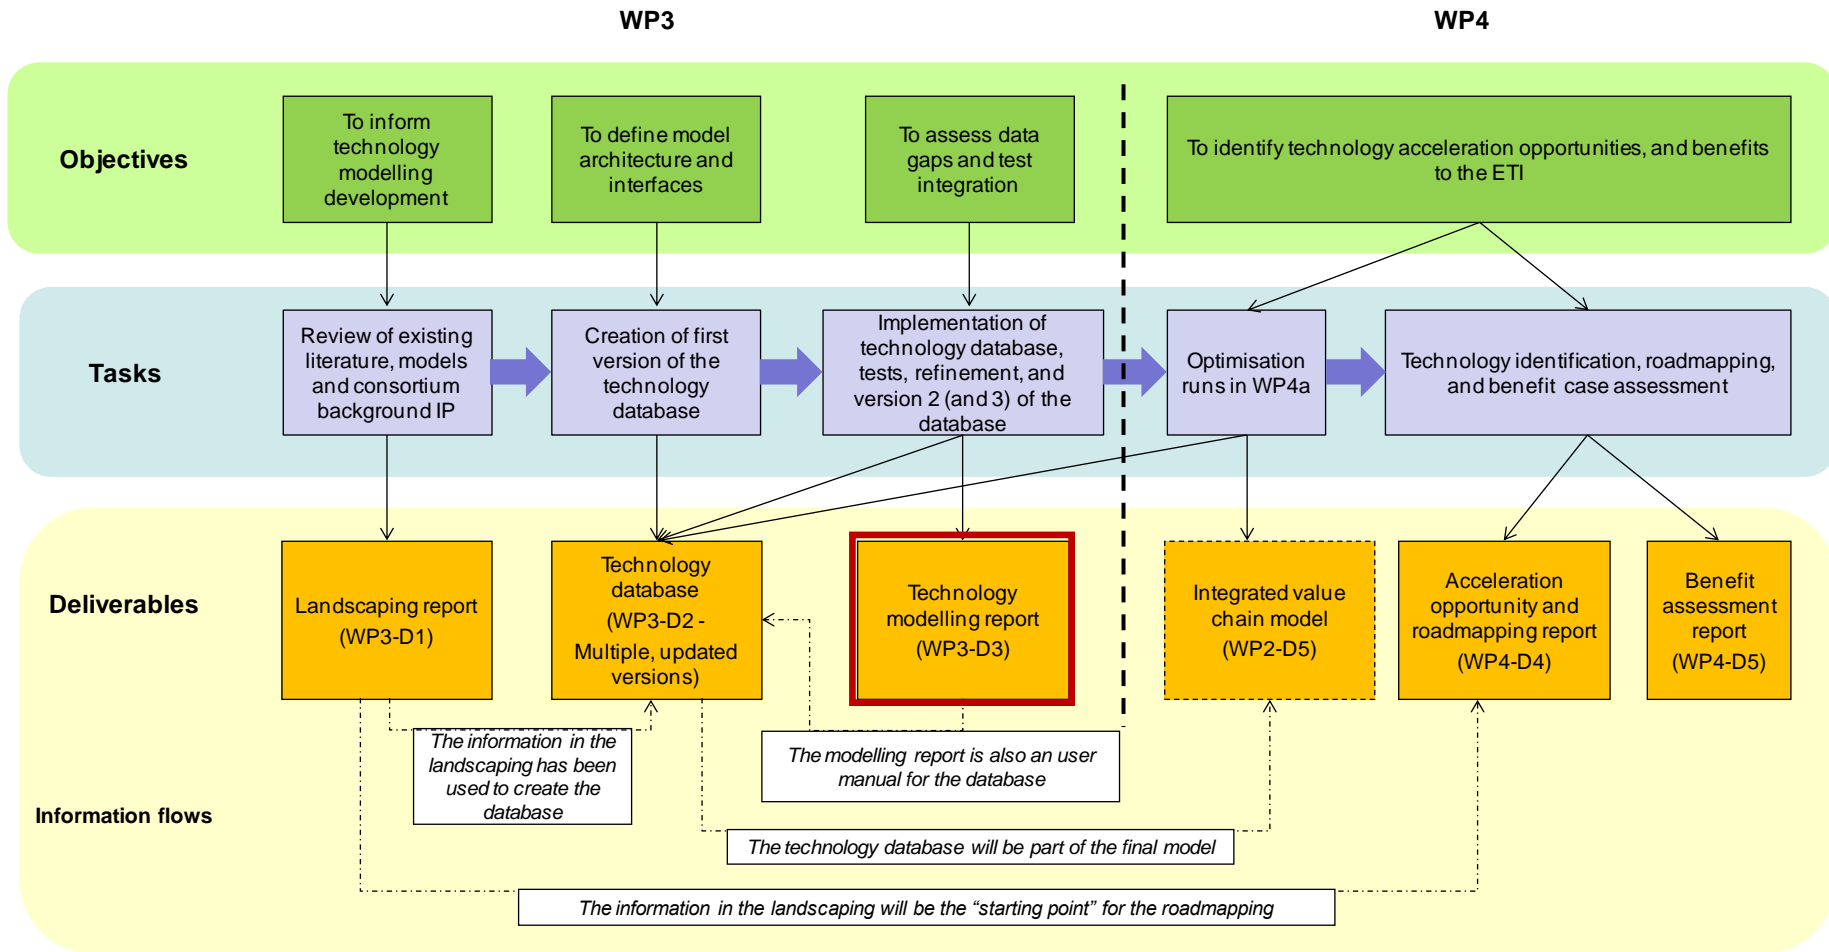 WP3
WP4
Objectives
To inform
technology
modelling
development
To define model
architecture and
interfaces
To assess data
gaps and test
integration
To identify technology acceleration opportunities, and benefits
to the ETI
Tasks
Review of existing
literature, models
and consortium
background IP
Creation of first
version of the
technology
database
Implementation of
technology database,
tests, refinement, and
version 2 (and 3) of the
database
Optimisation
runs in WP4a
Technology identification, roadmapping,
and benefit case assessment
Deliverables
Landscaping report
(WP3-D1)
Technology
database
(WP3-D2 -
Multiple, updated
versions)
Technology
modelling report
(WP3-D3)
Integrated value
chain model
(WP2-D5)
Acceleration
opportunity and
roadmapping report
(WP4-D4)
Benefit
assessment
report
(WP4-D5)
Information flows
The information in the
landscaping has been
used to create the
database
The modelling report is also an user
manual for the database
The technology database will be part of the final model
The information in the landscaping will be the “starting point” for the roadmapping